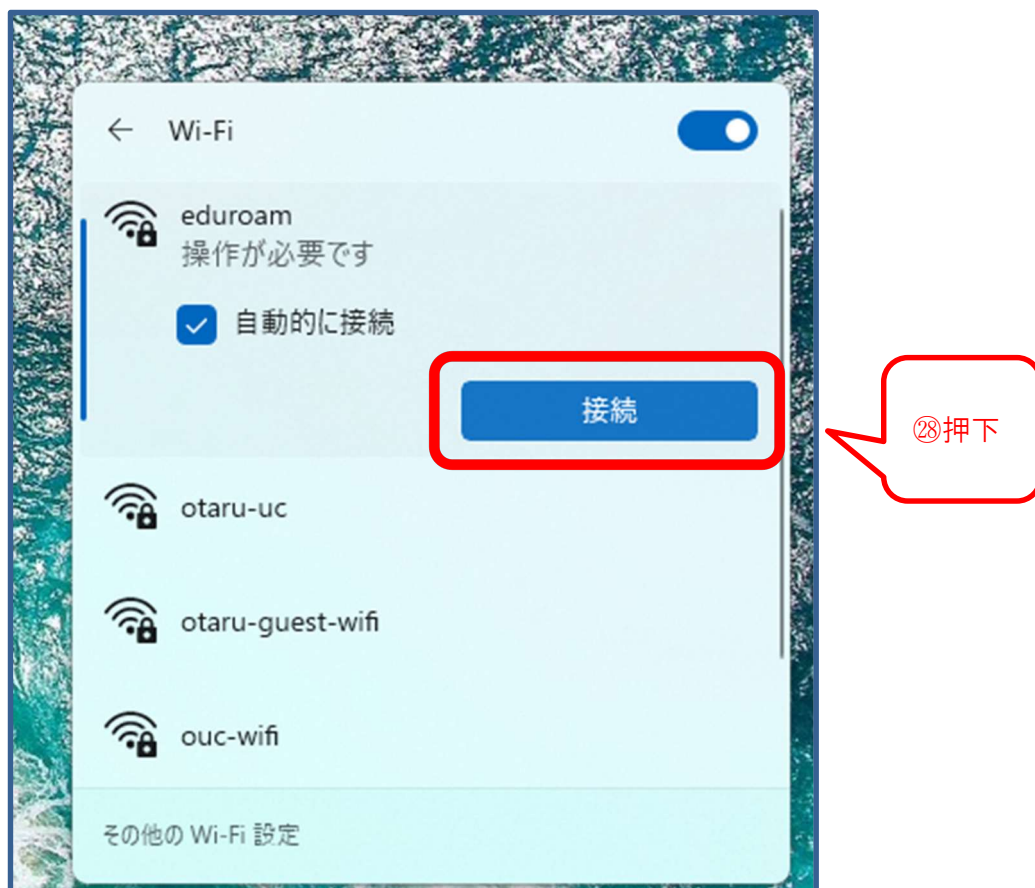 ← Wi-Fi
eduroam
操作が必要です
自動的に接続
接続
㉘押下
otaru-uc
otaru-guest-wifi
ouc-wifi
その他の Wi-Fi 設定